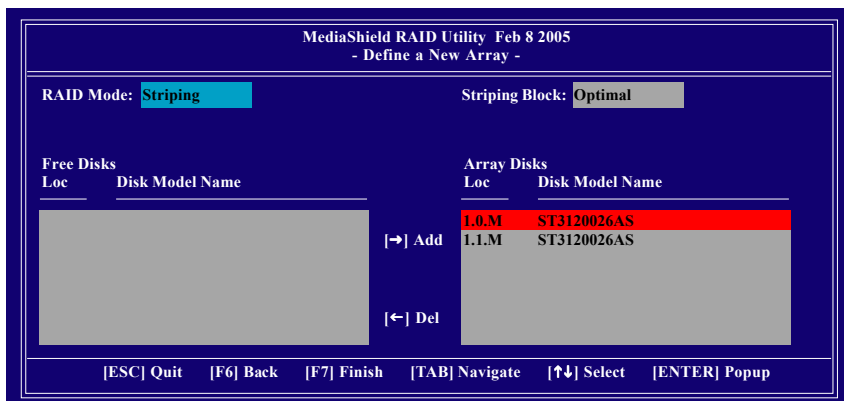 MediaShield RAID Utility Feb 8 2005
- Define a New Array -
RAID Mode: Striping Striping Block: Optimal
Free Disks Array Disks
Loc Disk Model Name Loc Disk Model Name
1.0.M ST3120026AS
[→] Add 1.1.M ST3120026AS
[←] Del
[ESC] Quit [F6] Back [F7] Finish [TAB] Navigate [↑↓] Select [ENTER] Popup